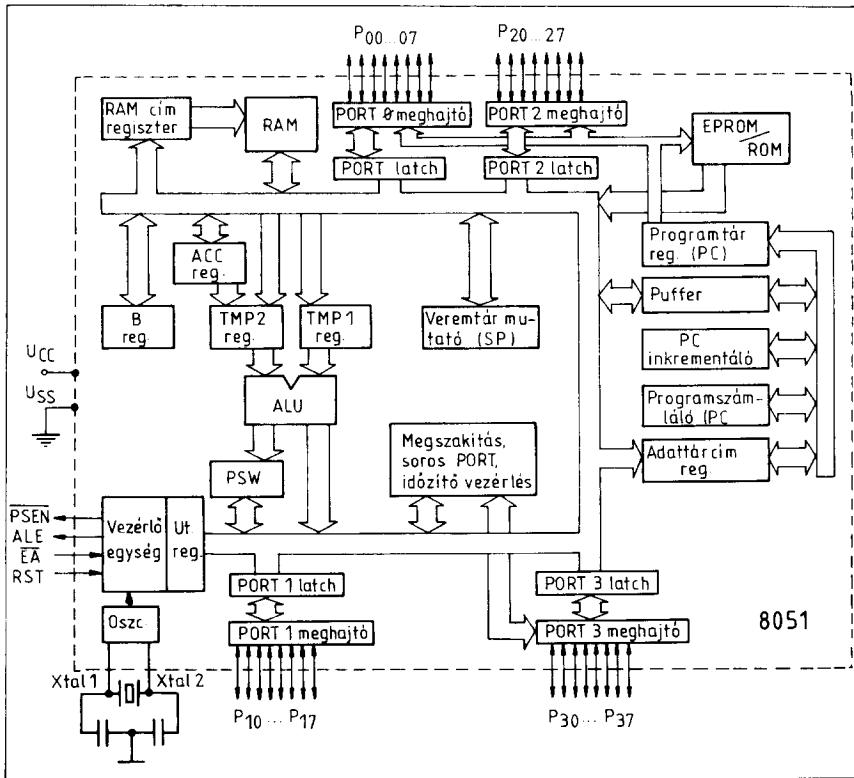 P00...07
P20...27
RAM cím
regiszter
RAM
PORT 0 meghajtó
PORT 2 meghajtó
EPROM/
ROM
PORT latch
PORT 2 latch
ACC
reg.
Programtár
reg. (PC)
B
reg.
TMP2
reg.
TMP1
reg.
Veremtár mu-
tató (SP)
Puffer
PC
inkrementáló
UCC
USS
ALU
Programszám-
láló (PC
PSW
Megszakítás,
soros PORT,
időzítő vezérlés
Adattárcím
reg.
PSEN
ALE
EA
RST
Vezérlő
egység
Ut.
reg.
PORT 1 latch
PORT 3 latch
Oszc.
PORT 1 meghajtó
PORT 3 meghajtó
8051
Xtal 1
Xtal 2
P10 ... P17
P30 ... P37